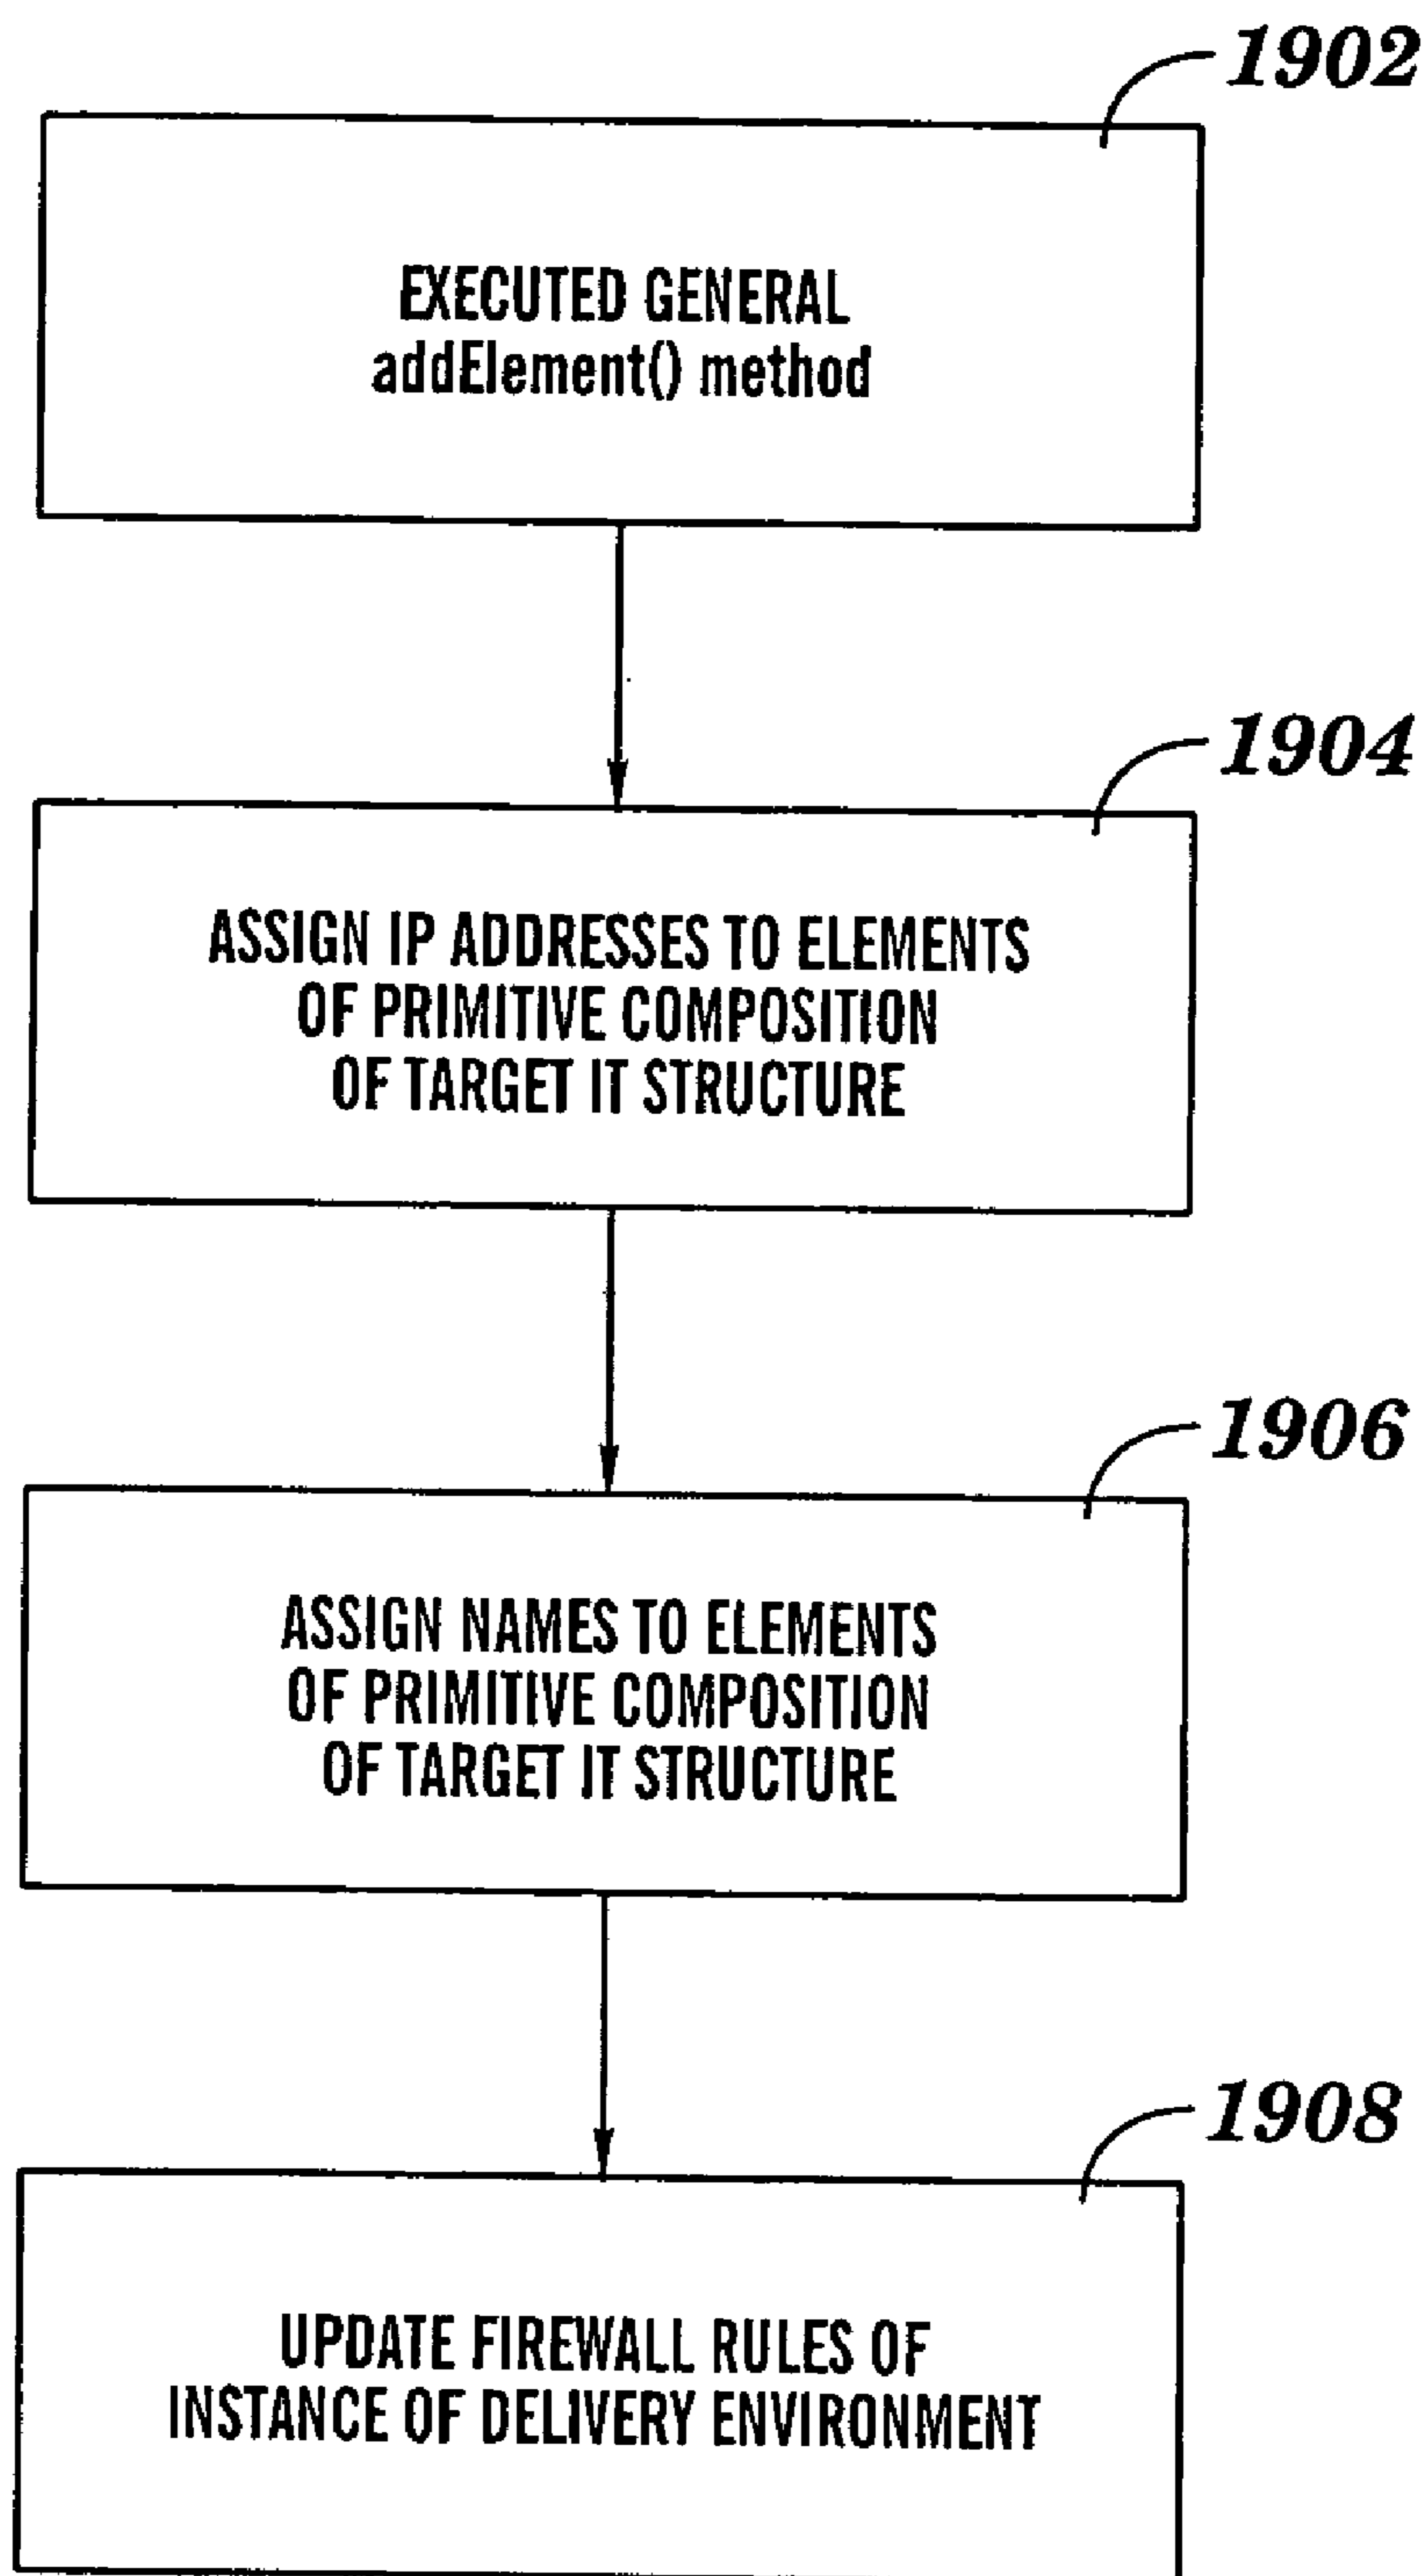 1902
EXECUTED GENERAL
addElement() method
1904
ASSIGN IP ADDRESSES TO ELEMENTS
OF PRIMITIVE COMPOSITION
OF TARGET IT STRUCTURE
1906
ASSIGN NAMES TO ELEMENTS
OF PRIMITIVE COMPOSITION
OF TARGET IT STRUCTURE
1908
UPDATE FIREWALL RULES OF
INSTANCE OF DELIVERY ENVIRONMENT